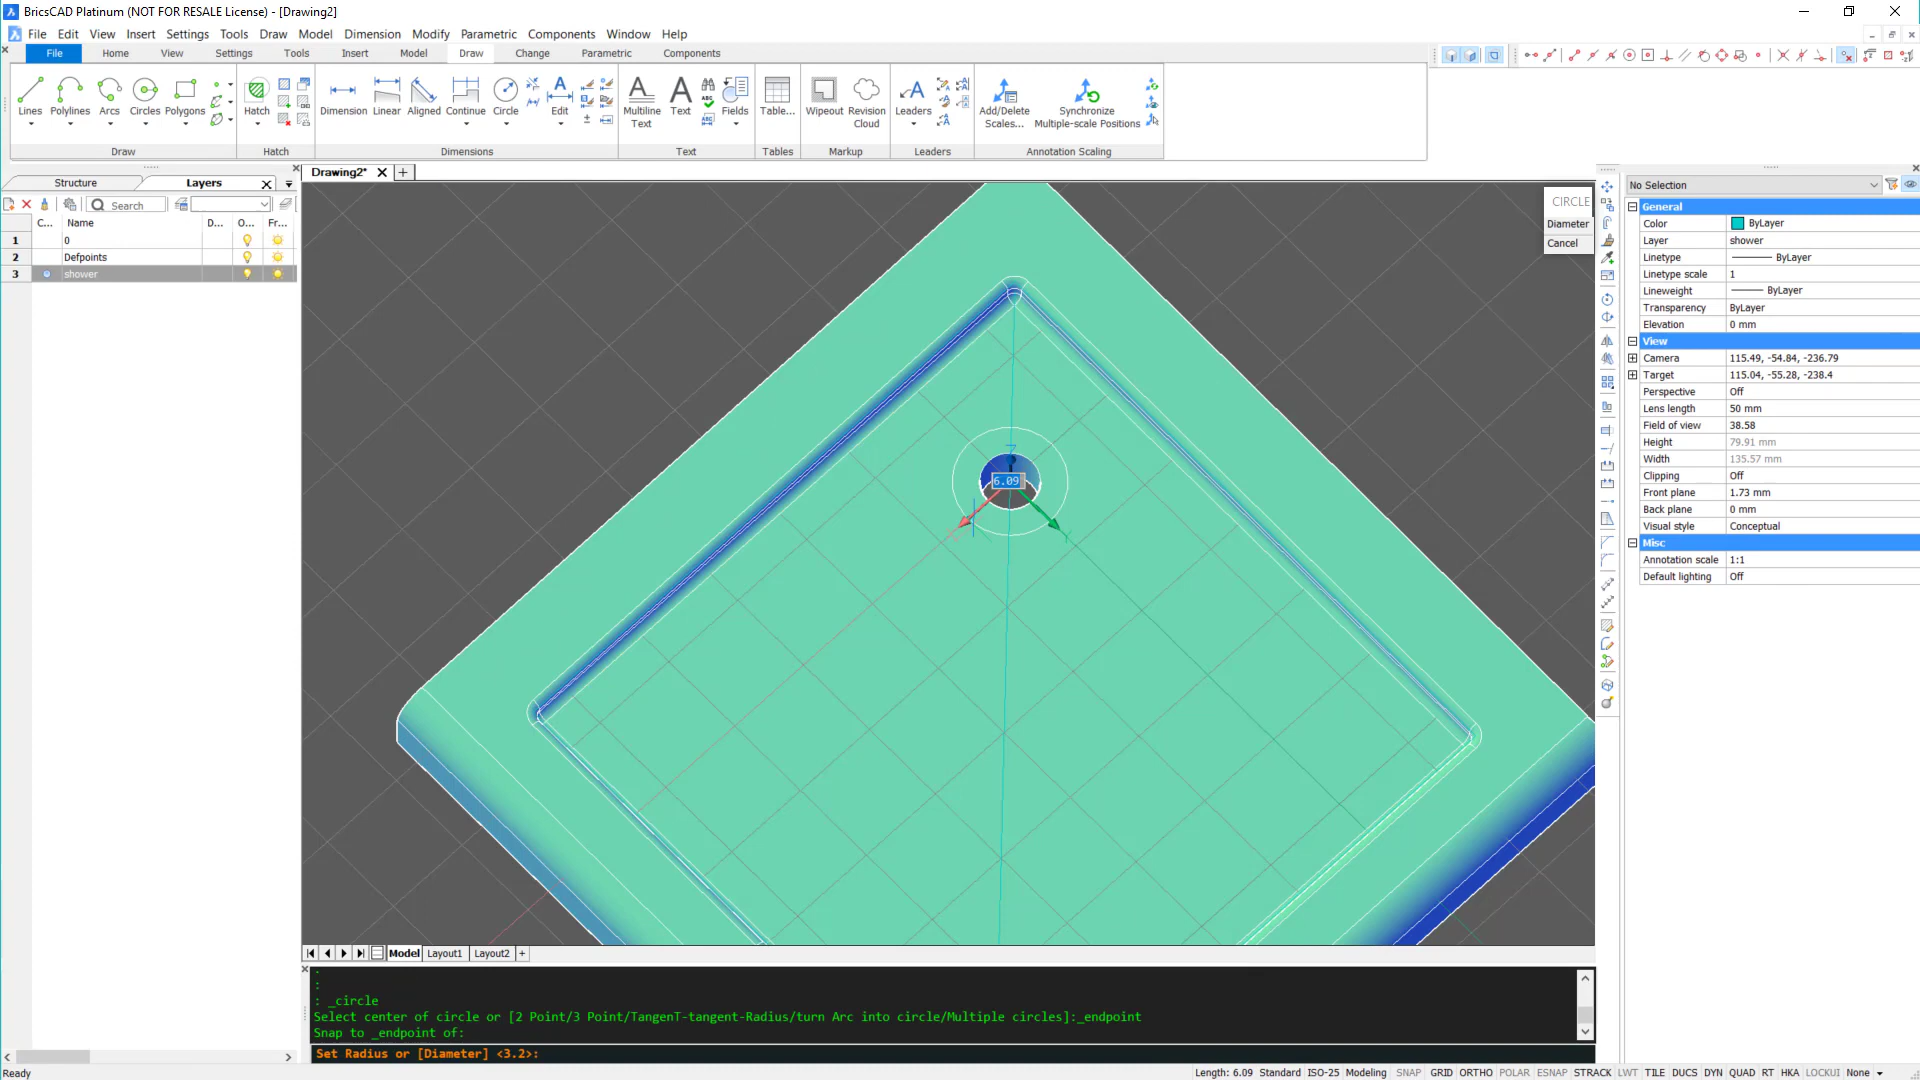 BricsCAD Platinum (NOT FOR RESALE License) - [Drawing2]
File Edit View Insert Settings Tools Draw Model Dimension Modify Parametric Components Window Help
File Home View Settings Tools Insert Model Draw Change Parametric Components
Lines Polylines Arcs Circles Polygons Hatch Dimension Linear Aligned Continue Circle Edit Multiline Text Text Fields Table... Wipeout Revision Cloud Leaders Add/Delete Scales... Synchronize Multiple-scale Positions
Draw Hatch Dimensions Text Tables Markup Leaders Annotation Scaling
Structure Layers
Drawing2*
Search
C... Name D... O... Fr...
1 0
2 Defpoints
3 shower
CIRCLE
Diameter
Cancel
6.09
No Selection
General
Color ByLayer
Layer shower
Linetype ByLayer
Linetype scale 1
Lineweight ByLayer
Transparency ByLayer
Elevation 0 mm
View
Camera 115.49, -54.84, -236.79
Target 115.04, -55.28, -238.4
Perspective Off
Lens length 50 mm
Field of view 38.58
Height 79.91 mm
Width 135.57 mm
Clipping Off
Front plane 1.73 mm
Back plane 0 mm
Visual style Conceptual
Misc
Annotation scale 1:1
Default lighting Off
Model Layout1 Layout2 +
:
:
: _circle
Select center of circle or [2 Point/3 Point/TangenT-tangent-Radius/turn Arc into circle/Multiple circles]:_endpoint
Snap to _endpoint of:
Set Radius or [Diameter] <3.2>:
Ready
Length: 6.09 Standard ISO-25 Modeling SNAP GRID ORTHO POLAR ESNAP STRACK LWT TILE DUCS DYN QUAD RT HKA LOCKUI None